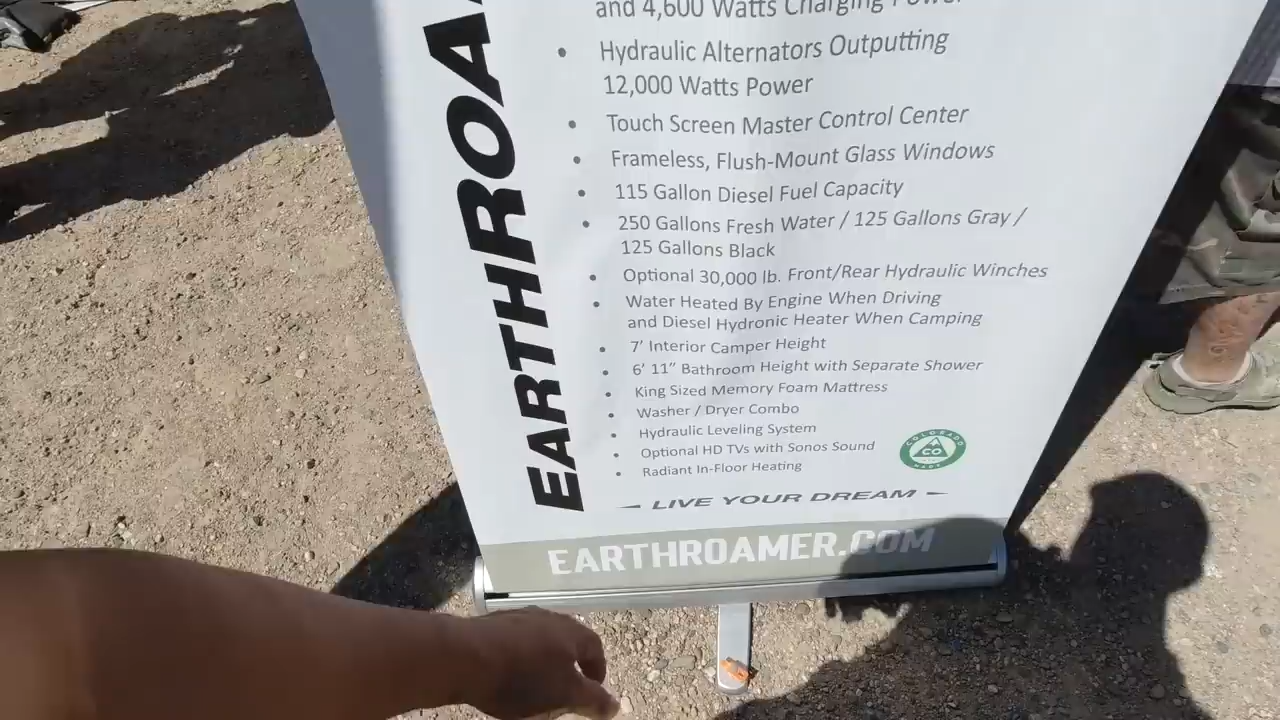 and 4,600 Watts Charging Power
Hydraulic Alternators Outputting
12,000 Watts Power
Touch Screen Master Control Center
Frameless, Flush-Mount Glass Windows
115 Gallon Diesel Fuel Capacity
250 Gallons Fresh Water / 125 Gallons Gray /
125 Gallons Black
Optional 30,000 lb. Front/Rear Hydraulic Winches
Water Heated By Engine When Driving
and Diesel Hydronic Heater When Camping
7' Interior Camper Height
6' 11" Bathroom Height with Separate Shower
King Sized Memory Foam Mattress
Washer / Dryer Combo
Hydraulic Leveling System
Optional HD TVs with Sonos Sound
Radiant In-Floor Heating
COLORADO
CO
MADE
LIVE YOUR DREAM
EARTHROAMER.COM